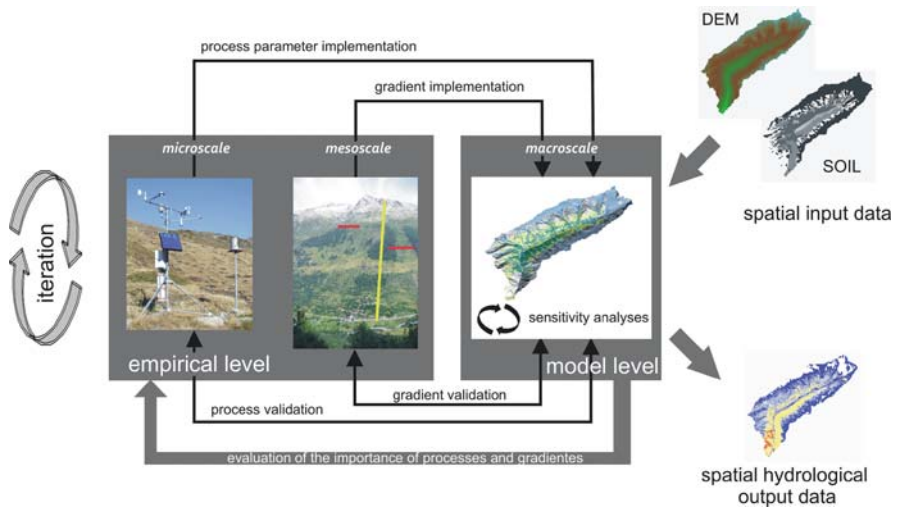 DEM
process parameter implementation
gradient implementation
microscale
mesoscale
macroscale
SOIL
spatial input data
iteration
sensitivity analyses
empirical level
model level
gradient validation
process validation
evaluation of the importance of processes and gradientes
spatial hydrological
output data